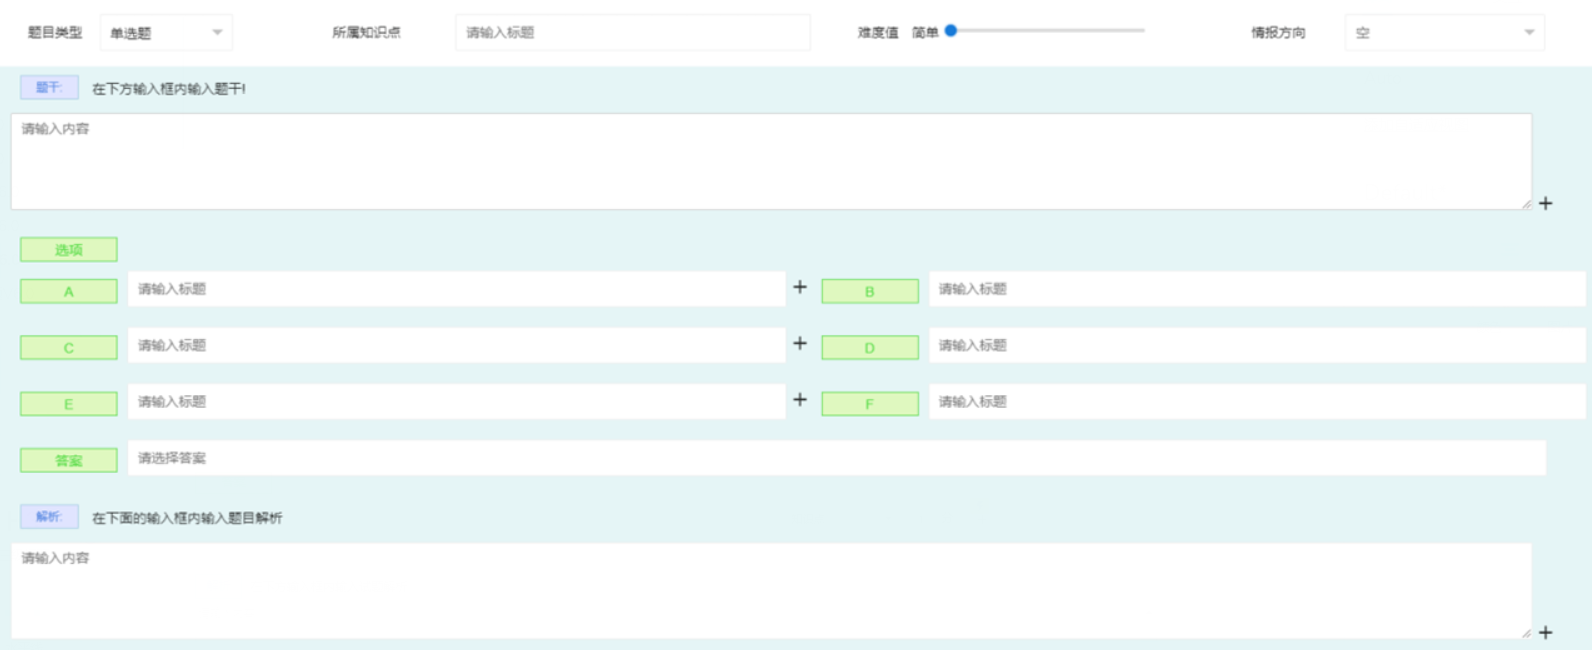 题目类型 单选题 所属知识点 请输入标题 难度值 简单 情报方向 空
题干: 在下方输入框内输入题干!
请输入内容
+
选项
A 请输入标题 + B 请输入标题
C 请输入标题 + D 请输入标题
E 请输入标题 + F 请输入标题
答案 请选择答案
解析: 在下面的输入框内输入题目解析
请输入内容
+